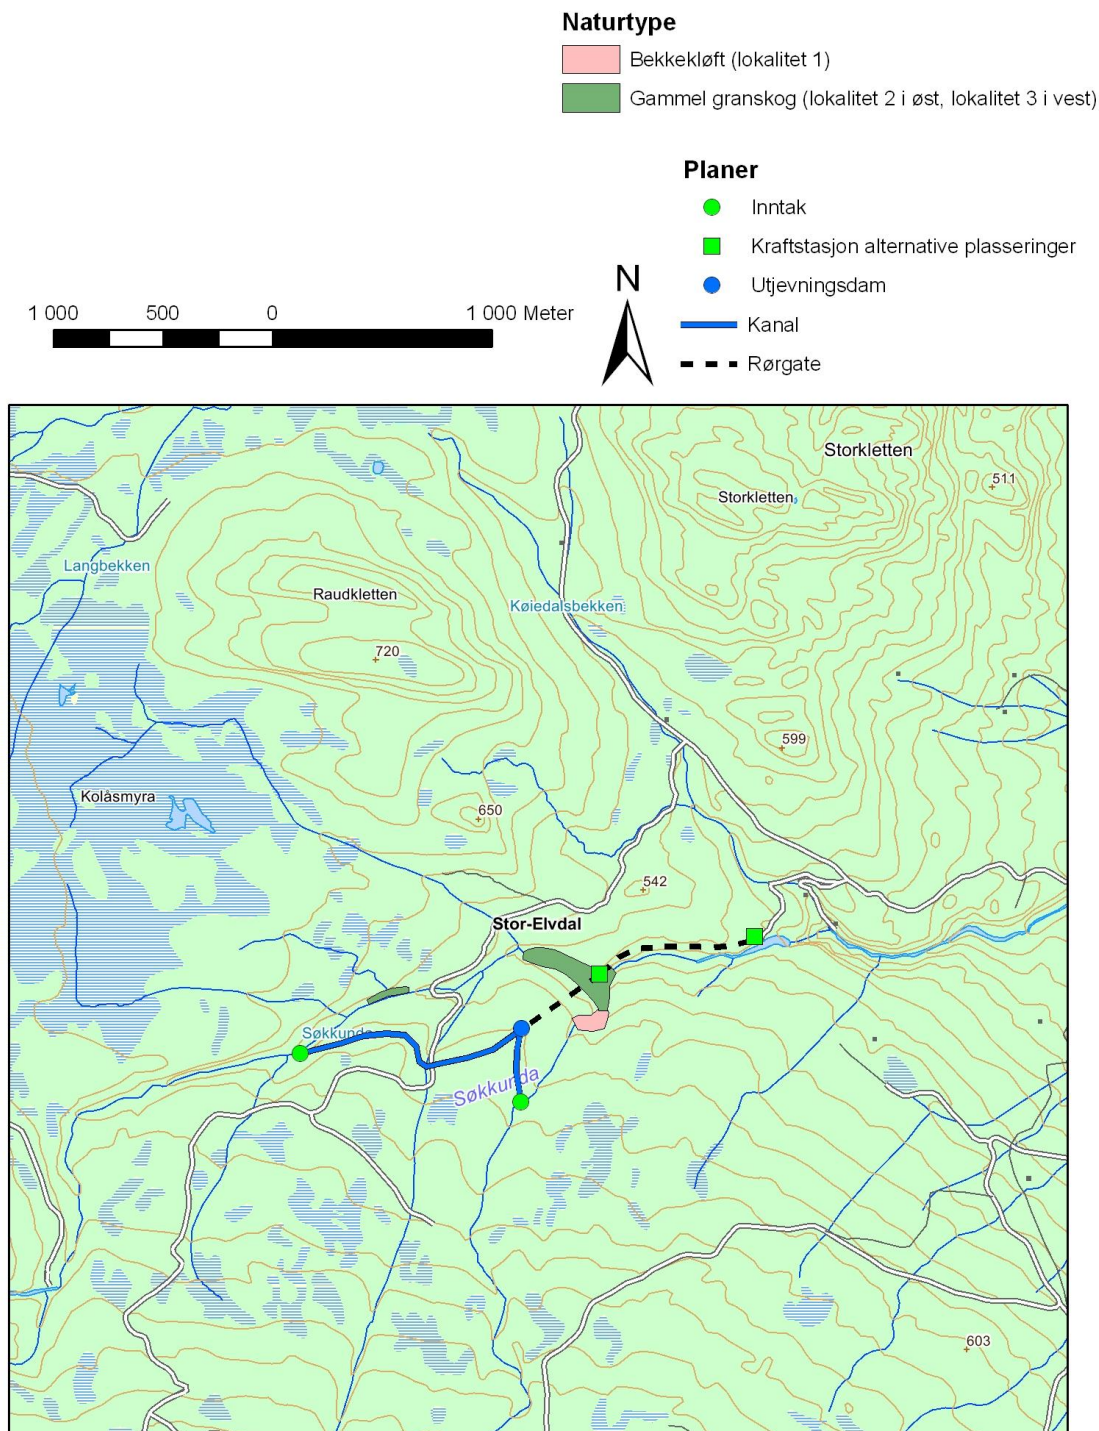 Naturtype
Bekkekløft (lokalitet 1)
Gammel granskog (lokalitet 2 i øst, lokalitet 3 i vest)
Planer
Inntak
Kraftstasjon alternative plasseringer
Utjevningsdam
Kanal
Rørgate
N
1 000 500 0 1 000 Meter
Storkletten
511
Storkletten
Langbekken
Raudkletten
Køiedalsbekken
720
599
Kolåsmyra
650
542
Stor-Elvdal
Søkkunda
Søkkunda
603